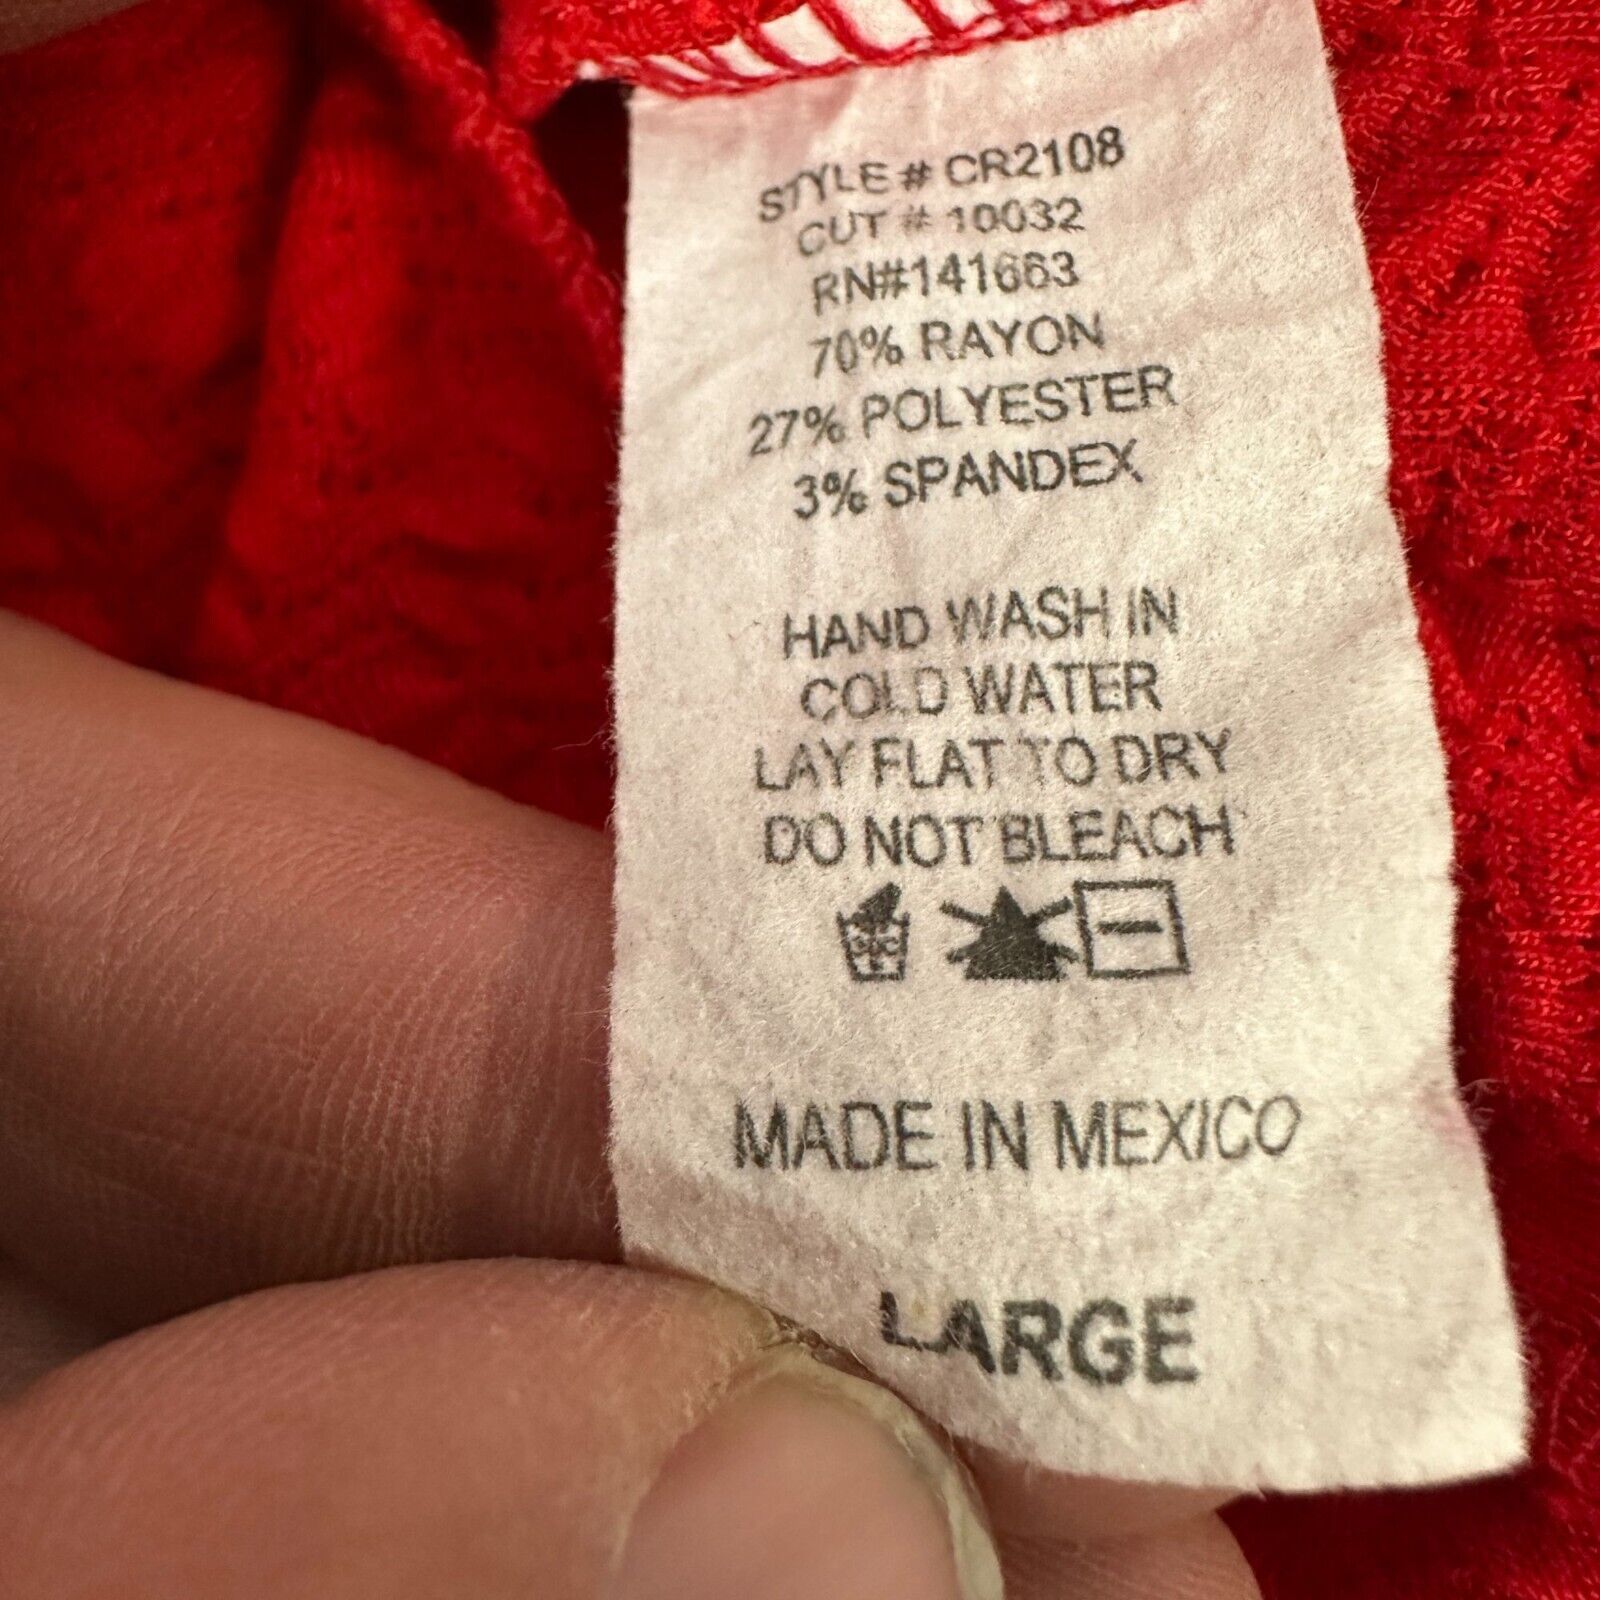 STYLE # CR2108
CUT # 10032
RN#141663
70% RAYON
27% POLYESTER
3% SPANDEX
HAND WASH IN
COLD WATER
LAY FLAT TO DRY
DO NOT BLEACH
MADE IN MEXICO
LARGE